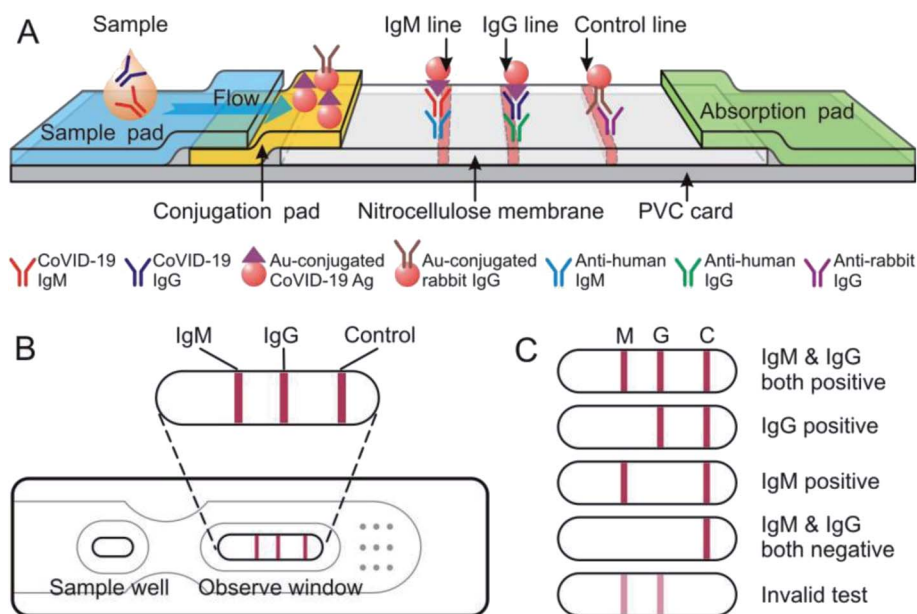 A
Sample
IgM line
IgG line
Control line
Flow
Sample pad
Absorption pad
Conjugation pad
Nitrocellulose membrane
PVC card
CoVID-19
IgM
CoVID-19
IgG
Au-conjugated
CoVID-19 Ag
Au-conjugated
rabbit IgG
Anti-human
IgM
Anti-human
IgG
Anti-rabbit
IgG
B
IgM
IgG
Control
Sample well
Observe window
C
M G C
IgM & IgG
both positive
IgG positive
IgM positive
IgM & IgG
both negative
Invalid test